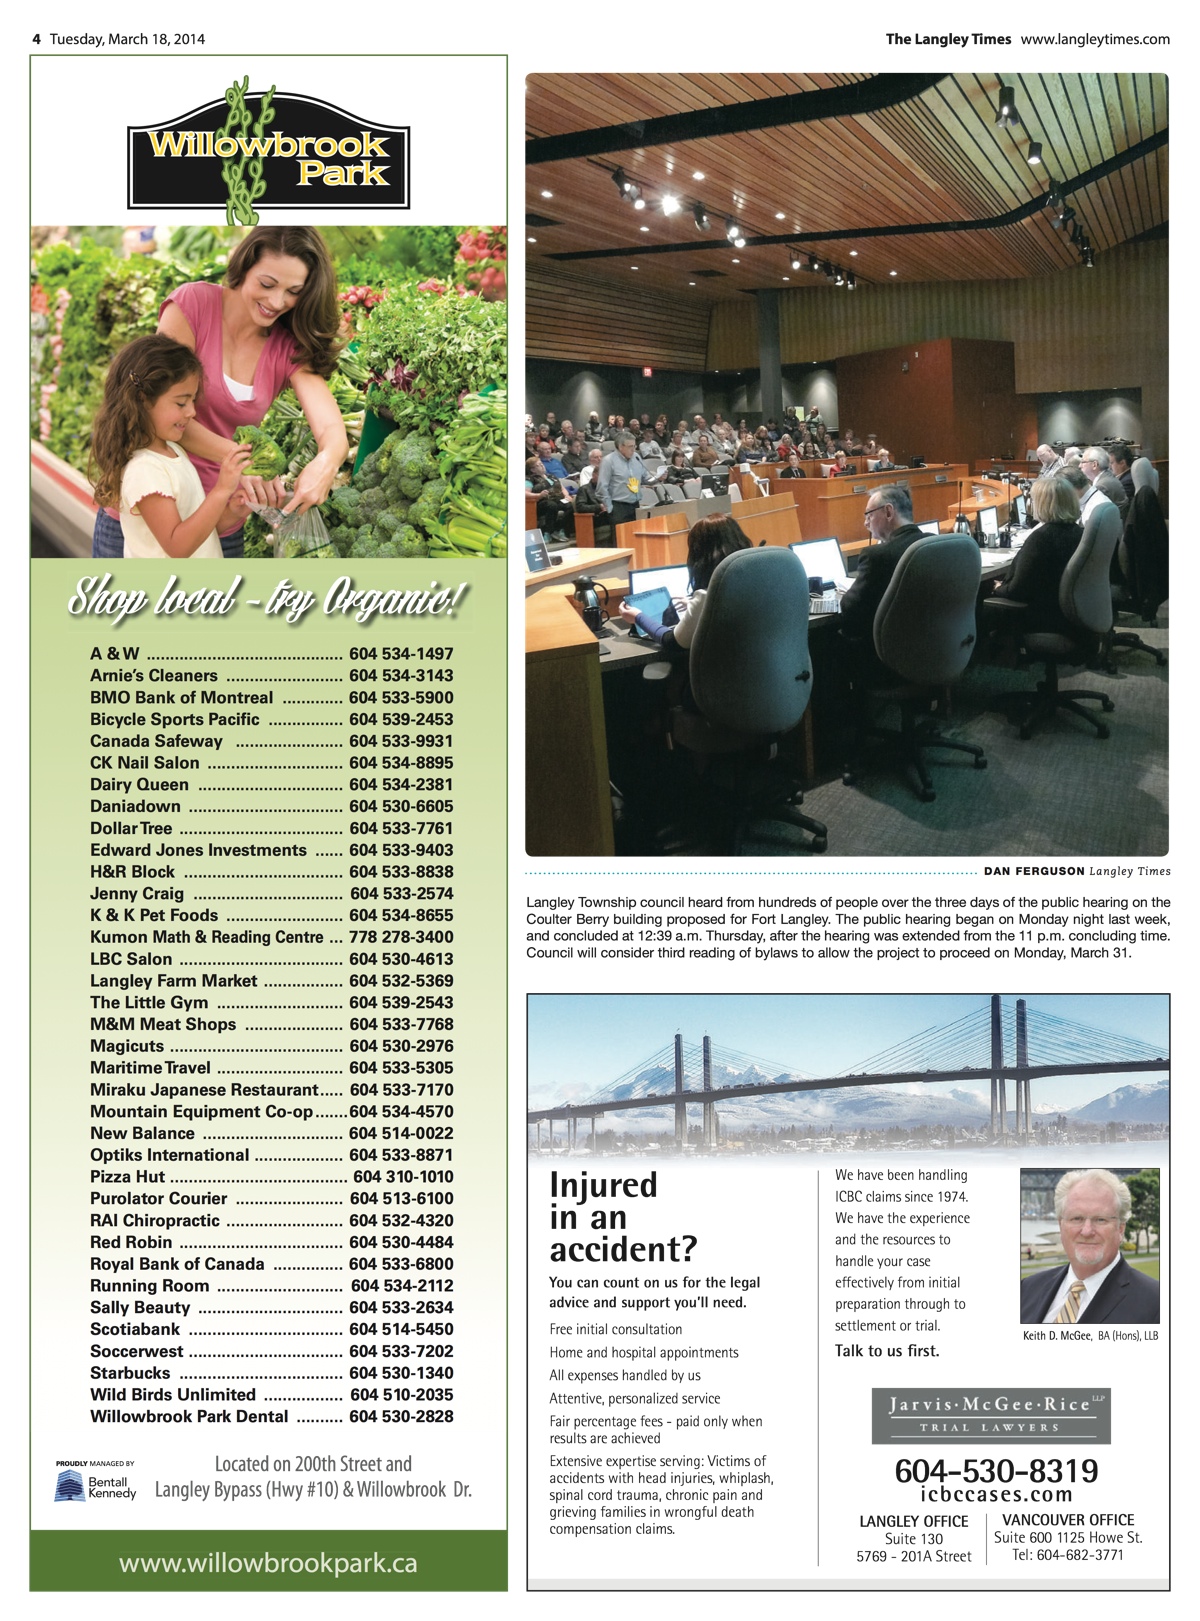 4 Tuesday, March 18, 2014
The Langley Times www.langleytimes.com
Willowbrook
Park
Shop local - try Organic!
A & W .......................................... 604 534-1497
Arnie's Cleaners ......................... 604 534-3143
BMO Bank of Montreal ............. 604 533-5900
Bicycle Sports Pacific ................ 604 539-2453
Canada Safeway ....................... 604 533-9931
CK Nail Salon ............................. 604 534-8895
Dairy Queen ............................... 604 534-2381
Daniadown ................................. 604 530-6605
Dollar Tree ................................... 604 533-7761
Edward Jones Investments ...... 604 533-9403
H&R Block .................................. 604 533-8838
Jenny Craig ................................ 604 533-2574
K & K Pet Foods ......................... 604 534-8655
Kumon Math & Reading Centre ... 778 278-3400
LBC Salon ................................... 604 530-4613
Langley Farm Market ................. 604 532-5369
The Little Gym ........................... 604 539-2543
M&M Meat Shops ..................... 604 533-7768
Magicuts ..................................... 604 530-2976
Maritime Travel ........................... 604 533-5305
Miraku Japanese Restaurant..... 604 533-7170
Mountain Equipment Co-op.......604 534-4570
New Balance .............................. 604 514-0022
Optiks International ................... 604 533-8871
Pizza Hut ...................................... 604 310-1010
Purolator Courier ....................... 604 513-6100
RAI Chiropractic ......................... 604 532-4320
Red Robin ................................... 604 530-4484
Royal Bank of Canada ............... 604 533-6800
Running Room ........................... 604 534-2112
Sally Beauty ............................... 604 533-2634
Scotiabank ................................. 604 514-5450
Soccerwest ................................. 604 533-7202
Starbucks .................................... 604 530-1340
Wild Birds Unlimited ................. 604 510-2035
Willowbrook Park Dental .......... 604 530-2828
PROUDLY MANAGED BY
Bentall
Kennedy
Located on 200th Street and
Langley Bypass (Hwy #10) & Willowbrook Dr.
www.willowbrookpark.ca
DAN FERGUSON Langley Times
Langley Township council heard from hundreds of people over the three days of the public hearing on the
Coulter Berry building proposed for Fort Langley. The public hearing began on Monday night last week,
and concluded at 12:39 a.m. Thursday, after the hearing was extended from the 11 p.m. concluding time.
Council will consider third reading of bylaws to allow the project to proceed on Monday, March 31.
Injured
in an
accident?
You can count on us for the legal
advice and support you'll need.
Free initial consultation
Home and hospital appointments
All expenses handled by us
Attentive, personalized service
Fair percentage fees - paid only when
results are achieved
Extensive expertise serving: Victims of
accidents with head injuries, whiplash,
spinal cord trauma, chronic pain and
grieving families in wrongful death
compensation claims.
We have been handling
ICBC claims since 1974.
We have the experience
and the resources to
handle your case
effectively from initial
preparation through to
settlement or trial.
Talk to us first.
Keith D. McGee, BA (Hons), LLB
Jarvis·McGee·Rice LLP
TRIAL LAWYERS
604-530-8319
icbccases.com
LANGLEY OFFICE
Suite 130
5769 - 201A Street
VANCOUVER OFFICE
Suite 600 1125 Howe St.
Tel: 604-682-3771